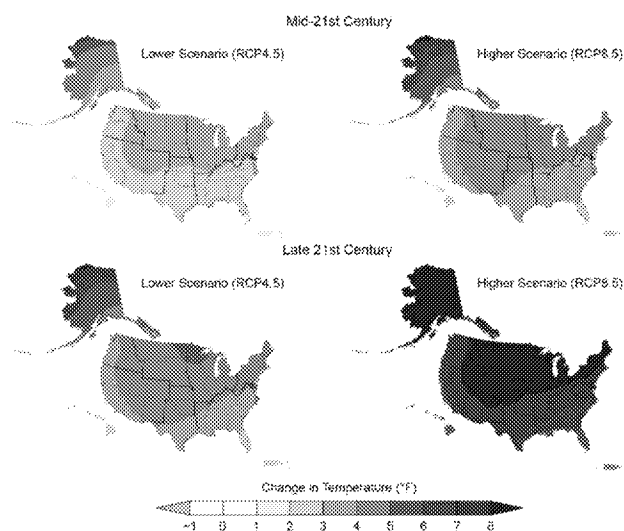 Mid-21st Century
Lower Scenario (RCP4.5)
Higher Scenario (RCP8.5)
Late 21st Century
Lower Scenario (RCP4.5)
Higher Scenario (RCP8.5)
Change in Temperature (°F)
−1 0 1 2 3 4 5 6 7 8